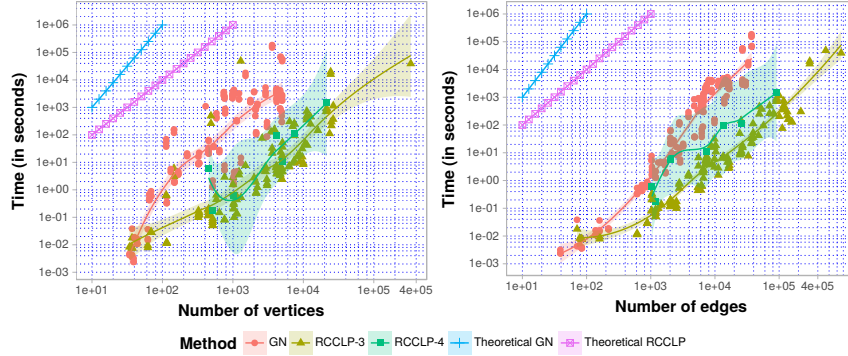 1e+06
1e+05
1e+04
1e+03
1e+02
1e+01
1e+00
1e-01
1e-02
1e-03
Time (in seconds)
1e+01 1e+02 1e+03 1e+04 1e+05 4e+05
Number of vertices
1e+06
1e+05
1e+04
1e+03
1e+02
1e+01
1e+00
1e-01
1e-02
1e-03
Time (in seconds)
1e+01 1e+02 1e+03 1e+04 1e+05 4e+05
Number of edges
Method GN RCCLP-3 RCCLP-4 Theoretical GN Theoretical RCCLP